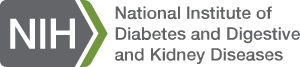 NIH
National Institute of
Diabetes and Digestive
and Kidney Diseases